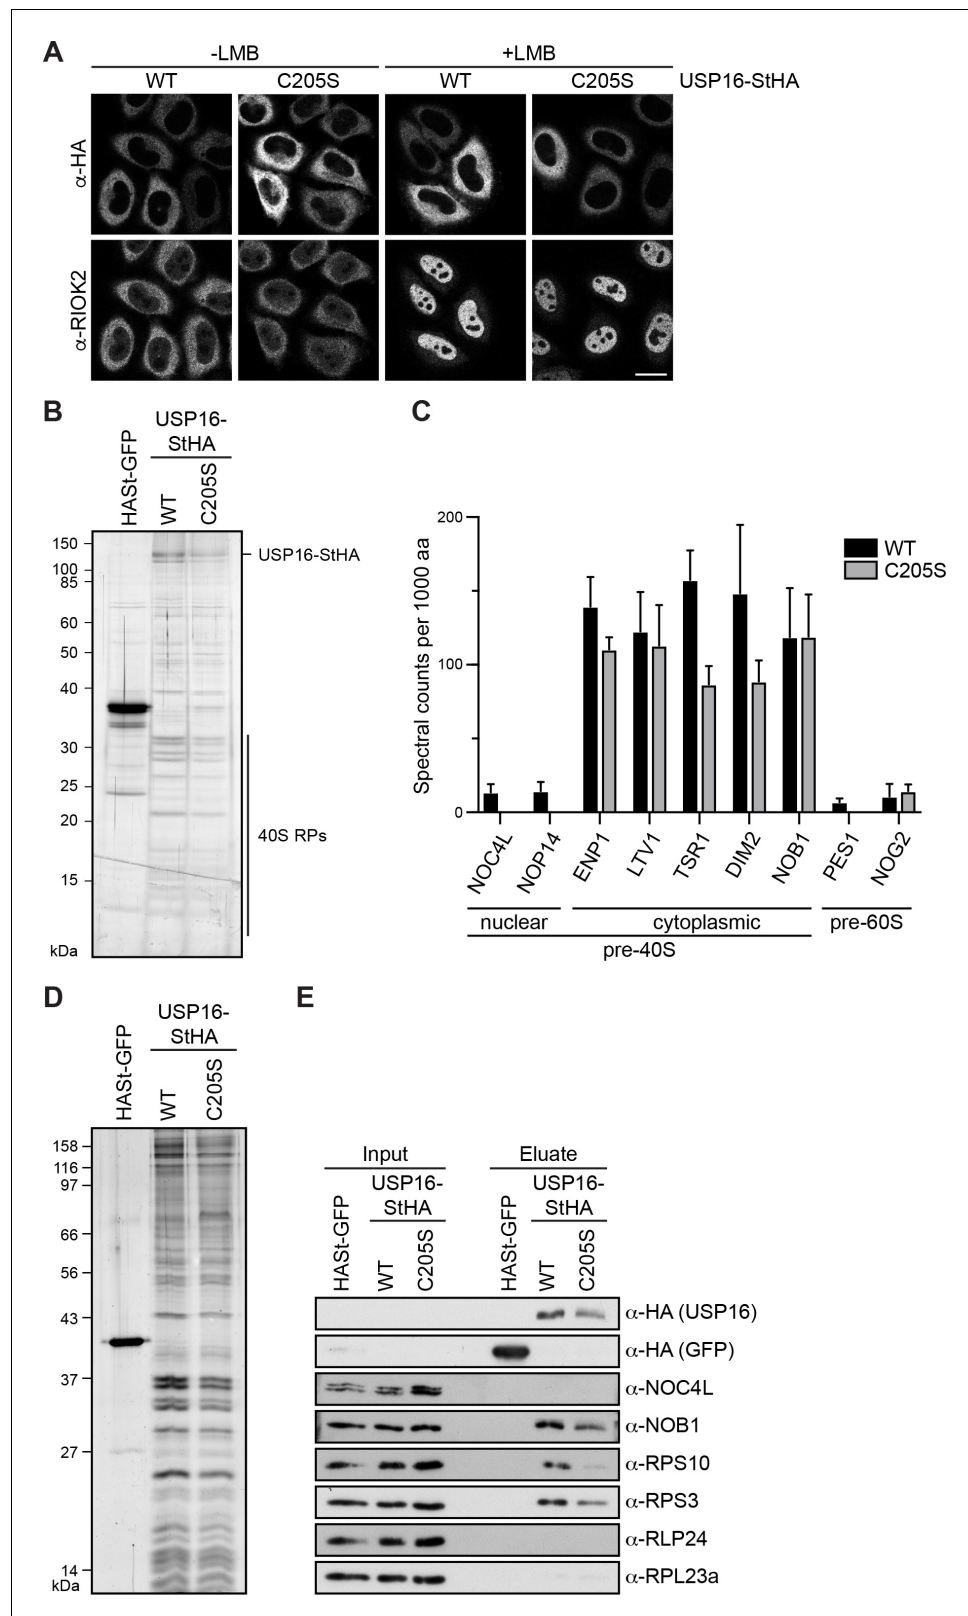 A
-LMB
+LMB
WT
C205S
WT
C205S
USP16-StHA
α-HA
α-RIOK2
B
HASt-GFP
USP16-
StHA
WT
C205S
150
100
85
60
50
40
30
25
20
15
kDa
USP16-StHA
40S RPs
C
Spectral counts per 1000 aa
200
100
0
WT
C205S
NOC4L
NOP14
ENP1
LTV1
TSR1
DIM2
NOB1
PES1
NOG2
nuclear
cytoplasmic
pre-60S
pre-40S
D
HASt-GFP
USP16-
StHA
WT
C205S
158
116
97
66
56
43
37
27
14
kDa
E
Input
Eluate
HASt-GFP
USP16-
StHA
WT
C205S
HASt-GFP
USP16-
StHA
WT
C205S
α-HA (USP16)
α-HA (GFP)
α-NOC4L
α-NOB1
α-RPS10
α-RPS3
α-RLP24
α-RPL23a